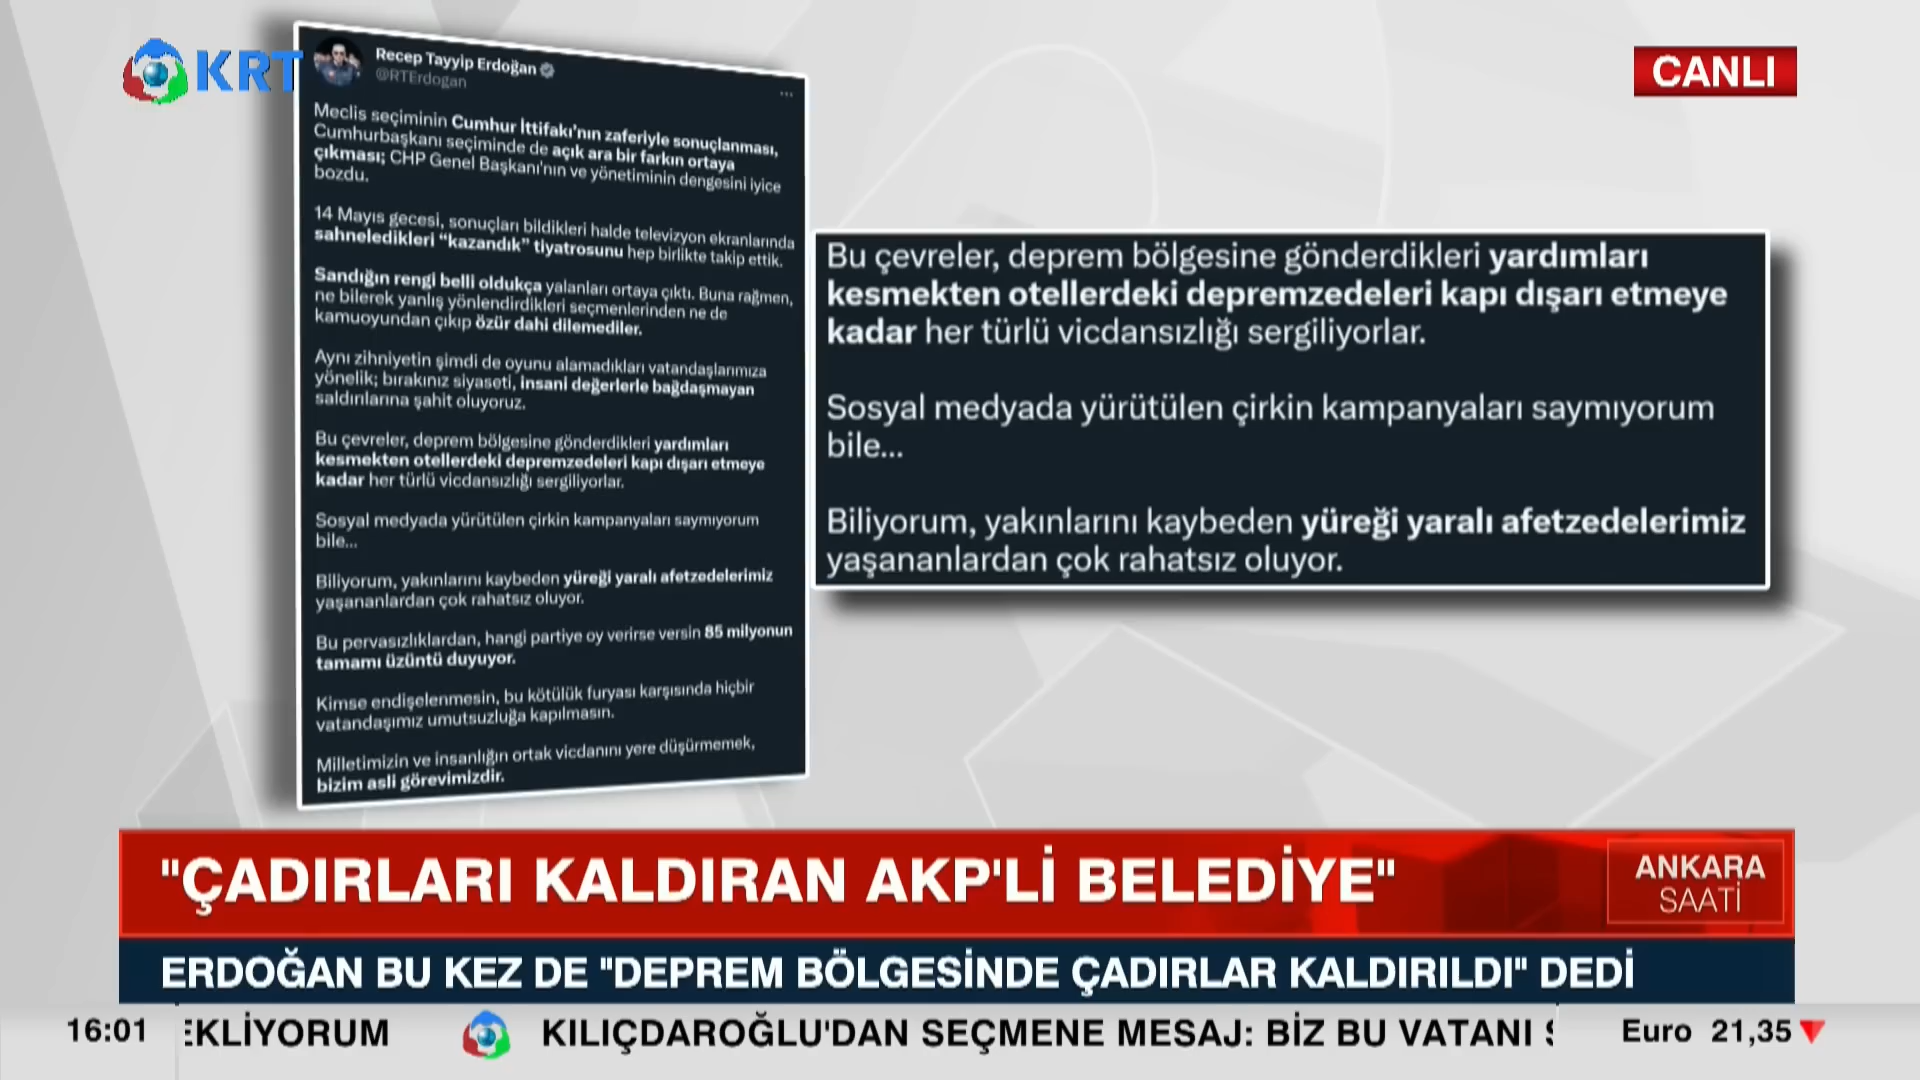 KRT
CANLI
Recep Tayyip Erdoğan
@RTErdogan
Meclis seçiminin Cumhur İttifakı'nın zaferiyle sonuçlanması,
Cumhurbaşkanı seçiminde de açık ara bir farkın ortaya
çıkması; CHP Genel Başkanı'nın ve yönetiminin dengesini iyice
bozdu.
14 Mayıs gecesi, sonuçları bildikleri halde televizyon ekranlarında
sahneledikleri “kazandık” tiyatrosunu hep birlikte takip ettik.
Sandığın rengi belli oldukça yalanları ortaya çıktı. Buna rağmen,
ne bilerek yanlış yönlendirdikleri seçmenlerinden ne de
kamuoyundan çıkıp özür dahi dilemediler.
Aynı zihniyetin şimdi de oyunu alamadıkları vatandaşlarımıza
yönelik; bırakınız siyaseti, insani değerlerle bağdaşmayan
saldırılarına şahit oluyoruz.
Bu çevreler, deprem bölgesine gönderdikleri yardımları
kesmekten otellerdeki depremzedeleri kapı dışarı etmeye
kadar her türlü vicdansızlığı sergiliyorlar.
Sosyal medyada yürütülen çirkin kampanyaları saymıyorum
bile...
Biliyorum, yakınlarını kaybeden yüreği yaralı afetzedelerimiz
yaşananlardan çok rahatsız oluyor.
Bu pervasızlıklardan, hangi partiye oy verirse versin 85 milyonun
tamamı üzüntü duyuyor.
Kimse endişelenmesin, bu kötülük furyası karşısında hiçbir
vatandaşımız umutsuzluğa kapılmasın.
Milletimizin ve insanlığın ortak vicdanını yere düşürmemek,
bizim asli görevimizdir.
Bu çevreler, deprem bölgesine gönderdikleri yardımları
kesmekten otellerdeki depremzedeleri kapı dışarı etmeye
kadar her türlü vicdansızlığı sergiliyorlar.
Sosyal medyada yürütülen çirkin kampanyaları saymıyorum
bile...
Biliyorum, yakınlarını kaybeden yüreği yaralı afetzedelerimiz
yaşananlardan çok rahatsız oluyor.
"ÇADIRLARI KALDIRAN AKP'Lİ BELEDİYE"
ANKARA
SAATİ
ERDOĞAN BU KEZ DE "DEPREM BÖLGESİNDE ÇADIRLAR KALDIRILDI" DEDİ
16:01 EKLİYORUM KILIÇDAROĞLU'DAN SEÇMENE MESAJ: BİZ BU VATANI Euro 21,35